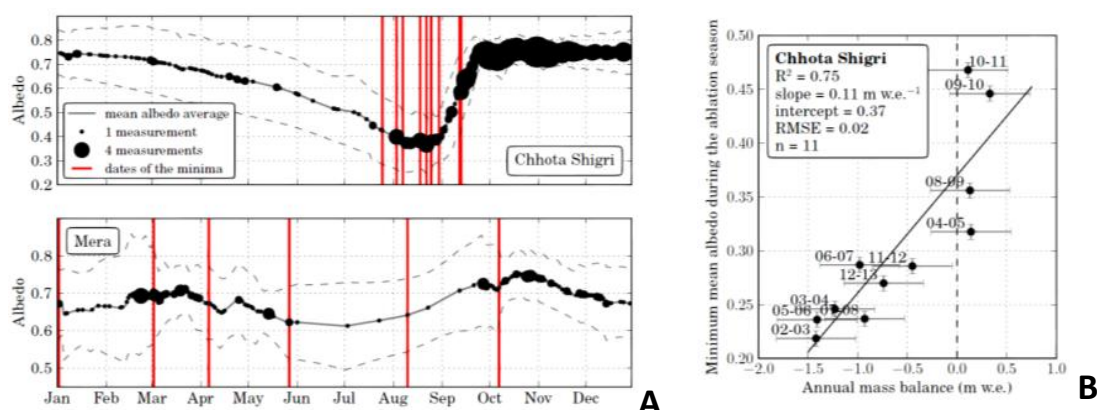 0.8
0.7
0.6
0.5
0.4
0.3
0.2
Albedo
mean albedo average
1 measurement
4 measurements
dates of the minima
Chhota Shigri
0.8
0.7
0.6
0.5
Albedo
Mera
Jan Feb Mar Apr May Jun Jul Aug Sep Oct Nov Dec
A
0.50
0.45
0.40
0.35
0.30
0.25
0.20
Minimum mean albedo during the ablation season
Chhota Shigri
R² = 0.75
slope = 0.11 m w.e.⁻¹
intercept = 0.37
RMSE = 0.02
n = 11
10-11
09-10
08-09
04-05
06-07
11-12
12-13
03-04
05-06
07-08
02-03
−2.0 −1.5 −1.0 −0.5 0.0 0.5 1.0
Annual mass balance (m w.e.)
B